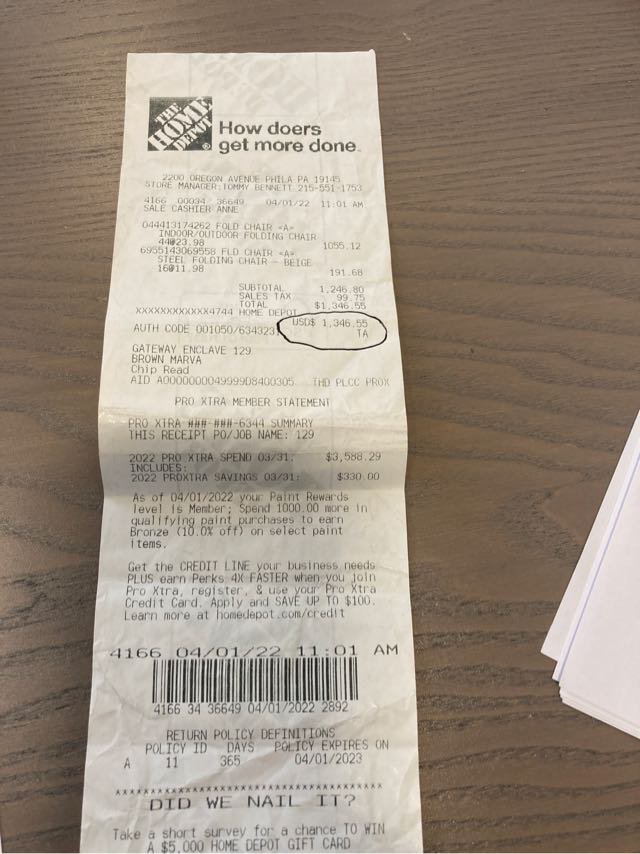 THE
HOME
DEPOT
How doers
get more done.
2200 OREGON AVENUE PHILA PA 19145
STORE MANAGER:TOMMY BENNETT 215-551-1753
4166 00034 36649 04/01/22 11:01 AM
SALE CASHIER ANNE
044413174262 FOLD CHAIR <A>
INDOOR/OUTDOOR FOLDING CHAIR
44@23.98 1055.12
6955143069558 FLD CHAIR <A>
STEEL FOLDING CHAIR - BEIGE
16@11.98 191.68
SUBTOTAL 1,246.80
SALES TAX 99.75
TOTAL $1,346.55
XXXXXXXXXXXX4744 HOME DEPOT
USD$ 1,346.55
AUTH CODE 001050/6343231 TA
GATEWAY ENCLAVE 129
BROWN MARVA
Chip Read
AID A0000000049999D8400305 THD PLCC PROX
PRO XTRA MEMBER STATEMENT
PRO XTRA ###-###-6344 SUMMARY
THIS RECEIPT PO/JOB NAME: 129
2022 PRO XTRA SPEND 03/31: $3,588.29
INCLUDES:
2022 PROXTRA SAVINGS 03/31: $330.00
As of 04/01/2022 your Paint Rewards
level is Member; Spend 1000.00 more in
qualifying paint purchases to earn
Bronze (10.0% off) on select paint
items.
Get the CREDIT LINE your business needs
PLUS earn Perks 4X FASTER when you join
Pro Xtra, register, & use your Pro Xtra
Credit Card. Apply and SAVE UP TO $100.
Learn more at homedepot.com/credit
4166 04/01/22 11:01 AM
4166 34 36649 04/01/2022 2892
RETURN POLICY DEFINITIONS
POLICY ID DAYS POLICY EXPIRES ON
A 11 365 04/01/2023
DID WE NAIL IT?
Take a short survey for a chance TO WIN
A $5,000 HOME DEPOT GIFT CARD